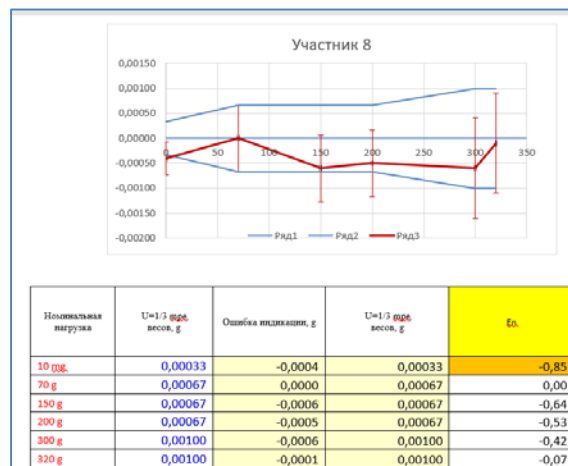 Участник 8
0,00150
0,00100
0,00050
0,00000
0 50 100 150 200 250 300 350
-0,00050
-0,00100
-0,00150
-0,00200
Ряд1 Ряд2 Ряд3
Номинальная нагрузка U=1/3 mpe весов, g Ошибка индикации, g U=1/3 mpe весов, g En.
10 mg. 0,00033 -0,0004 0,00033 -0,85
70 g 0,00067 0,0000 0,00067 0,00
150 g 0,00067 -0,0006 0,00067 -0,64
200 g 0,00067 -0,0005 0,00067 -0,53
300 g 0,00100 -0,0006 0,00100 -0,42
320 g 0,00100 -0,0001 0,00100 -0,07